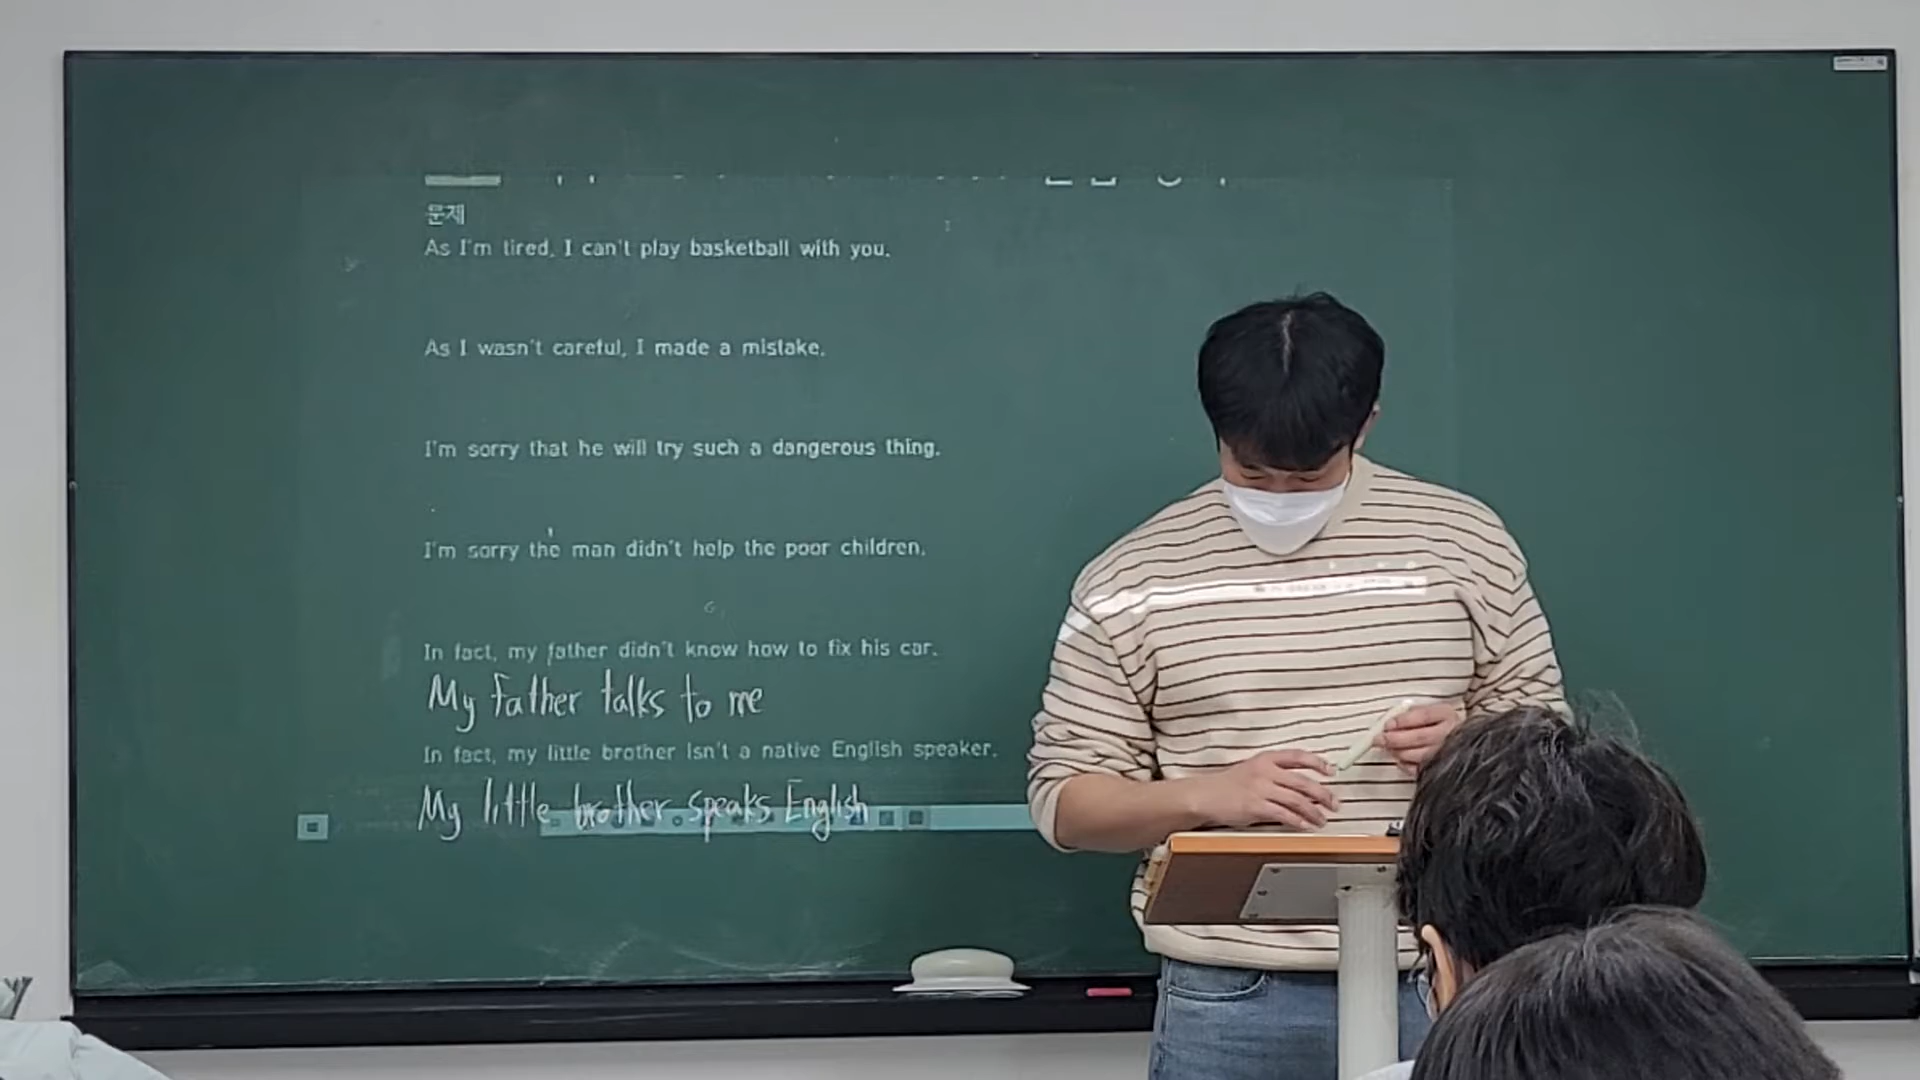 문제
As I'm tired, I can't play basketball with you.
As I wasn't careful, I made a mistake.
I'm sorry that he will try such a dangerous thing.
I'm sorry the man didn't help the poor children.
In fact, my father didn't know how to fix his car.
My father talks to me
In fact, my little brother isn't a native English speaker.
My little brother speaks English